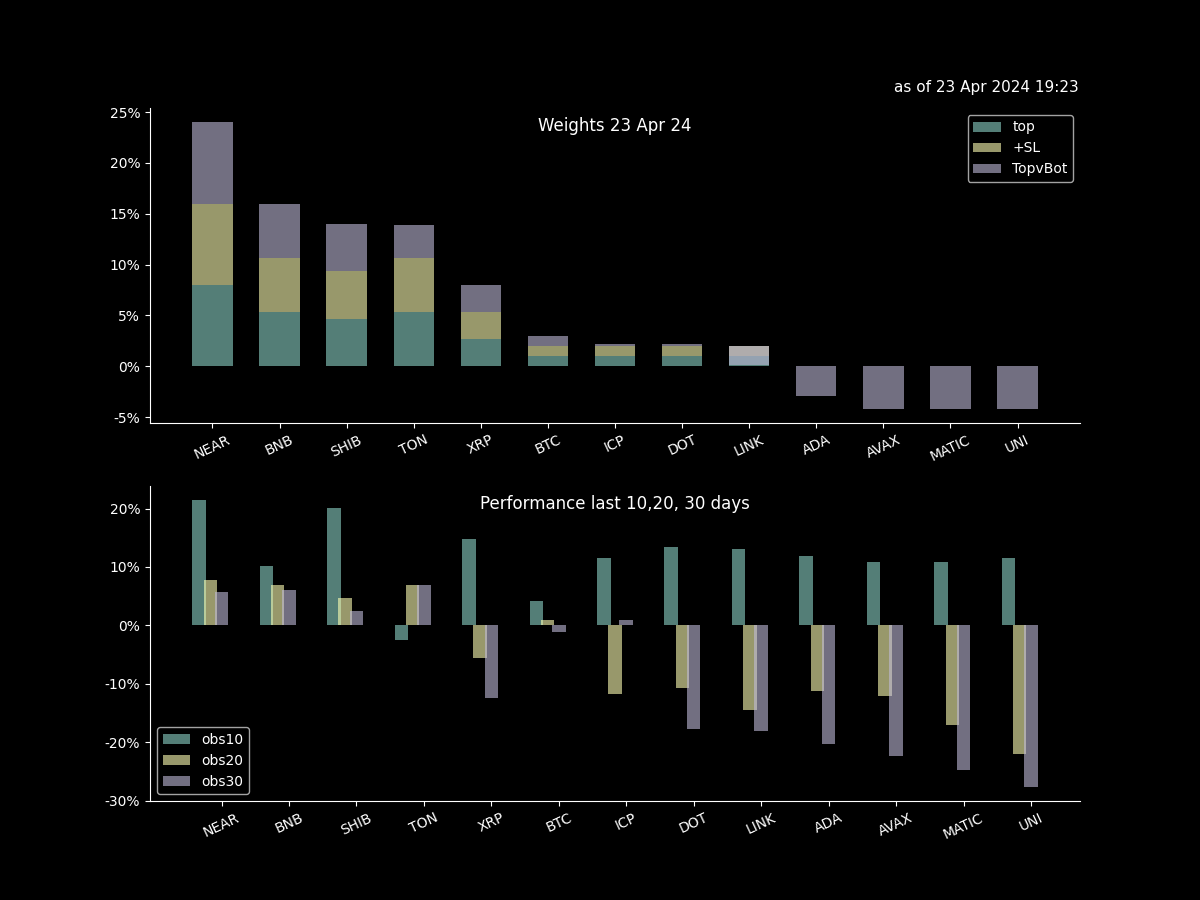 as of 23 Apr 2024 19:23
Weights 23 Apr 24
top
+SL
TopvBot
25%
20%
15%
10%
5%
0%
-5%
NEAR BNB SHIB TON XRP BTC ICP DOT LINK ADA AVAX MATIC UNI
Performance last 10,20, 30 days
20%
10%
0%
-10%
-20%
-30%
obs10
obs20
obs30
NEAR BNB SHIB TON XRP BTC ICP DOT LINK ADA AVAX MATIC UNI